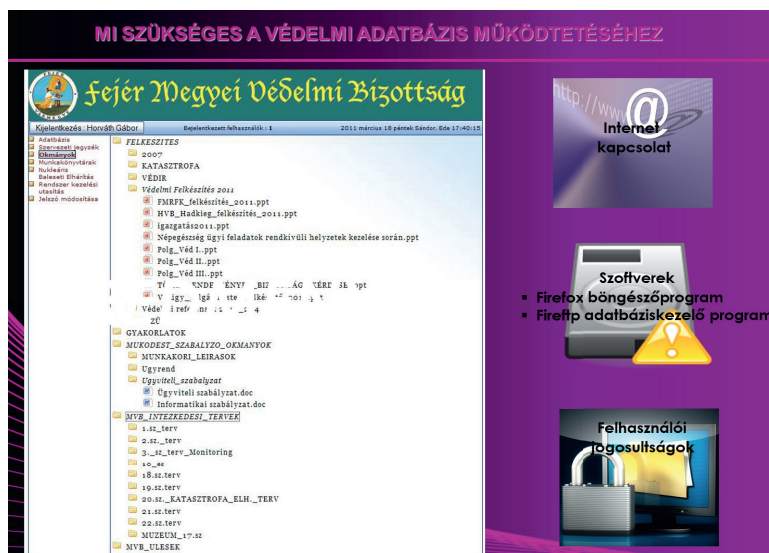 MI SZÜKSÉGES A VÉDELMI ADATBÁZIS MŰKÖDTETÉSÉHEZ
Fejér Megyei Védelmi Bizottság
Kijelentkezés : Horváth Gábor
Bejelentkezett felhasználók : 1
2011 március 18 péntek Sándor, Ede 17:40:15
Adatbázis
Szervezeti jegyzék
Okmányok
Munkakönyvtárak
Nukleáris
Baleseti Elhárítás
Rendszer kezelési
utasítás
Jelszó módosítása
FELKESZITES
2007
KATASZTROFA
VÉDIR
Védelmi Felkészítés 2011
FMRFK_felkészítés_2011.ppt
HVB_Hadkieg_felkészítés_2011.ppt
igazgatás2011.ppt
Népegészség ügyi feladatok rendkívüli helyzetek kezelése során.ppt
Polg_Véd I..ppt
Polg_Véd II..ppt
Polg_Véd III..ppt
GYAKORLATOK
MUKODEST_SZABALYZO_OKMANYOK
MUNKAKORI_LEIRASOK
Ugyrend
Ugyviteli_szabalyzat
Ügyviteli szabályzat.doc
Informatikai szabályzat.doc
MVB_INTEZKEDESI_TERVEK
1.sz_terv
2.sz._terv
3._sz_terv_Monitoring
10_es
18.sz.terv
19.sz.terv
20.sz._KATASZTROFA_ELH._TERV
21.sz.terv
22.sz.terv
MUZEUM_17.sz
MVB_ULESEK
http://www
@
Internet
kapcsolat
Szoftverek
▪ Firefox böngészőprogram
▪ Fireftp adatbáziskezelő program
Felhasználói
jogosultságok